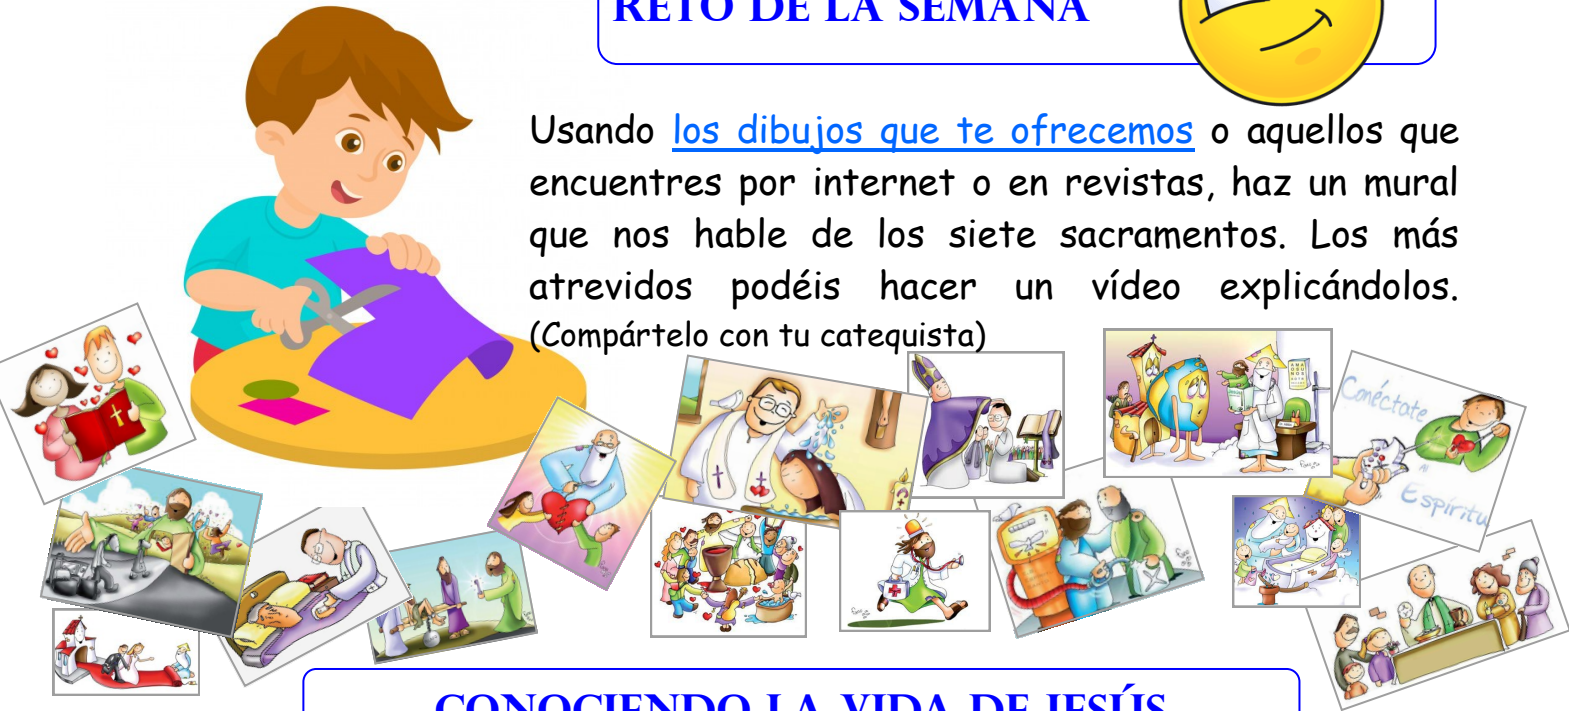 RETO DE LA SEMANA
Usando los dibujos que te ofrecemos o aquellos que
encuentres por internet o en revistas, haz un mural
que nos hable de los siete sacramentos. Los más
atrevidos podéis hacer un vídeo explicándolos.
(Compártelo con tu catequista)
Conéctate
Al
Espíritu
CONOCIENDO LA VIDA DE JESÚS